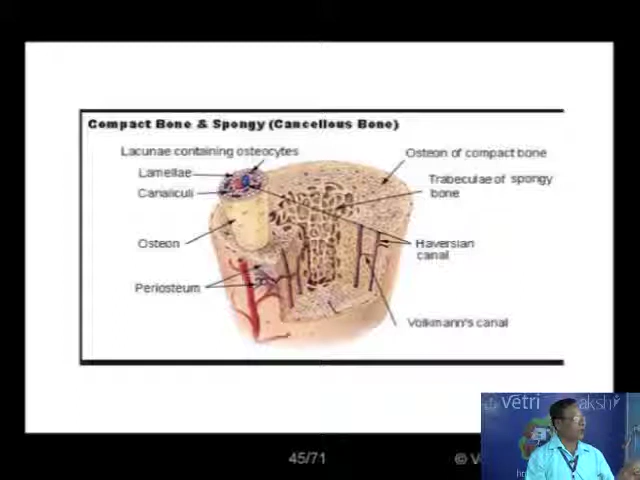 Compact Bone & Spongy (Cancellous Bone)
Lacunae containing osteocytes
Lamellae
Canaliculi
Osteon
Periosteum
Osteon of compact bone
Trabeculae of spongy
bone
Haversian
canal
Volkmann's canal
vetri
45/71